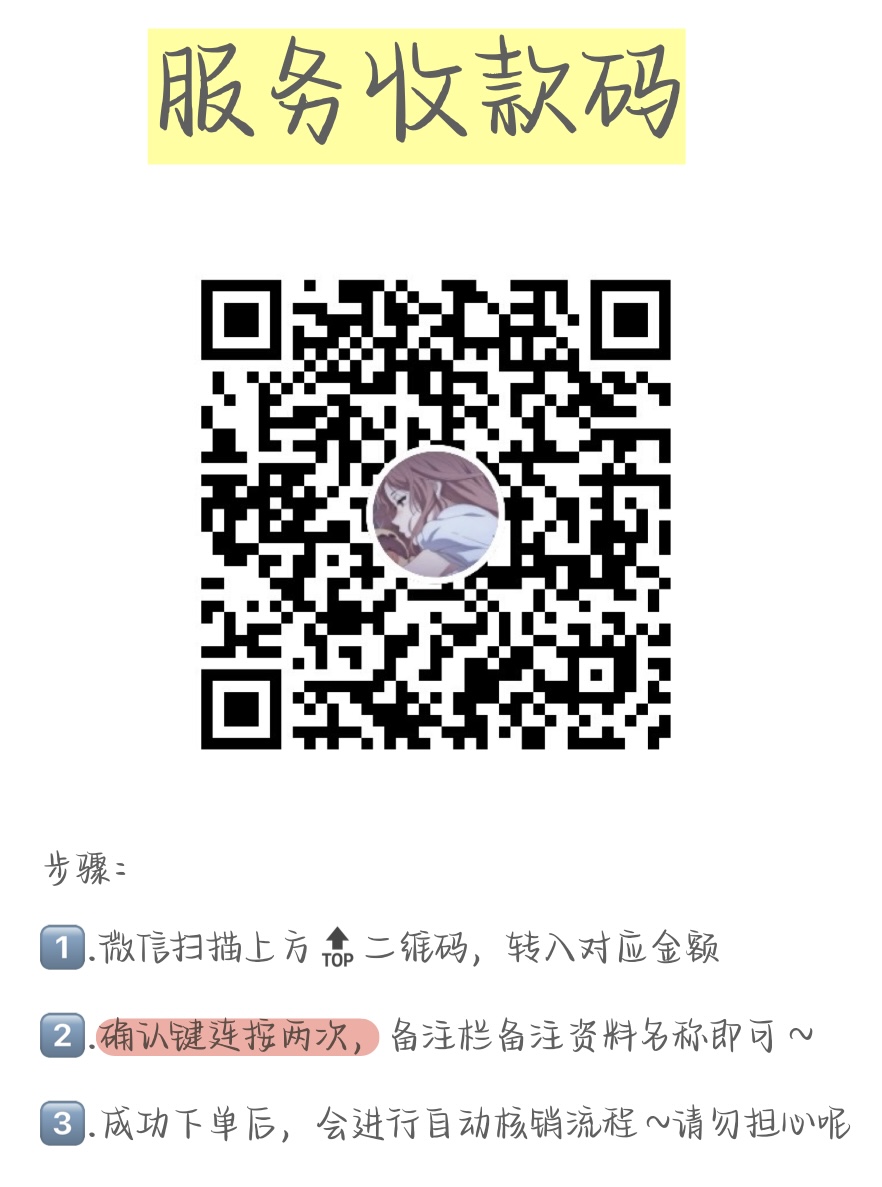 服务收款码
步骤：
1.微信扫描上方TOP二维码，转入对应金额
2.确认键连按两次，备注栏备注资料名称即可~
3.成功下单后，会进行自动核销流程~请勿担心呢